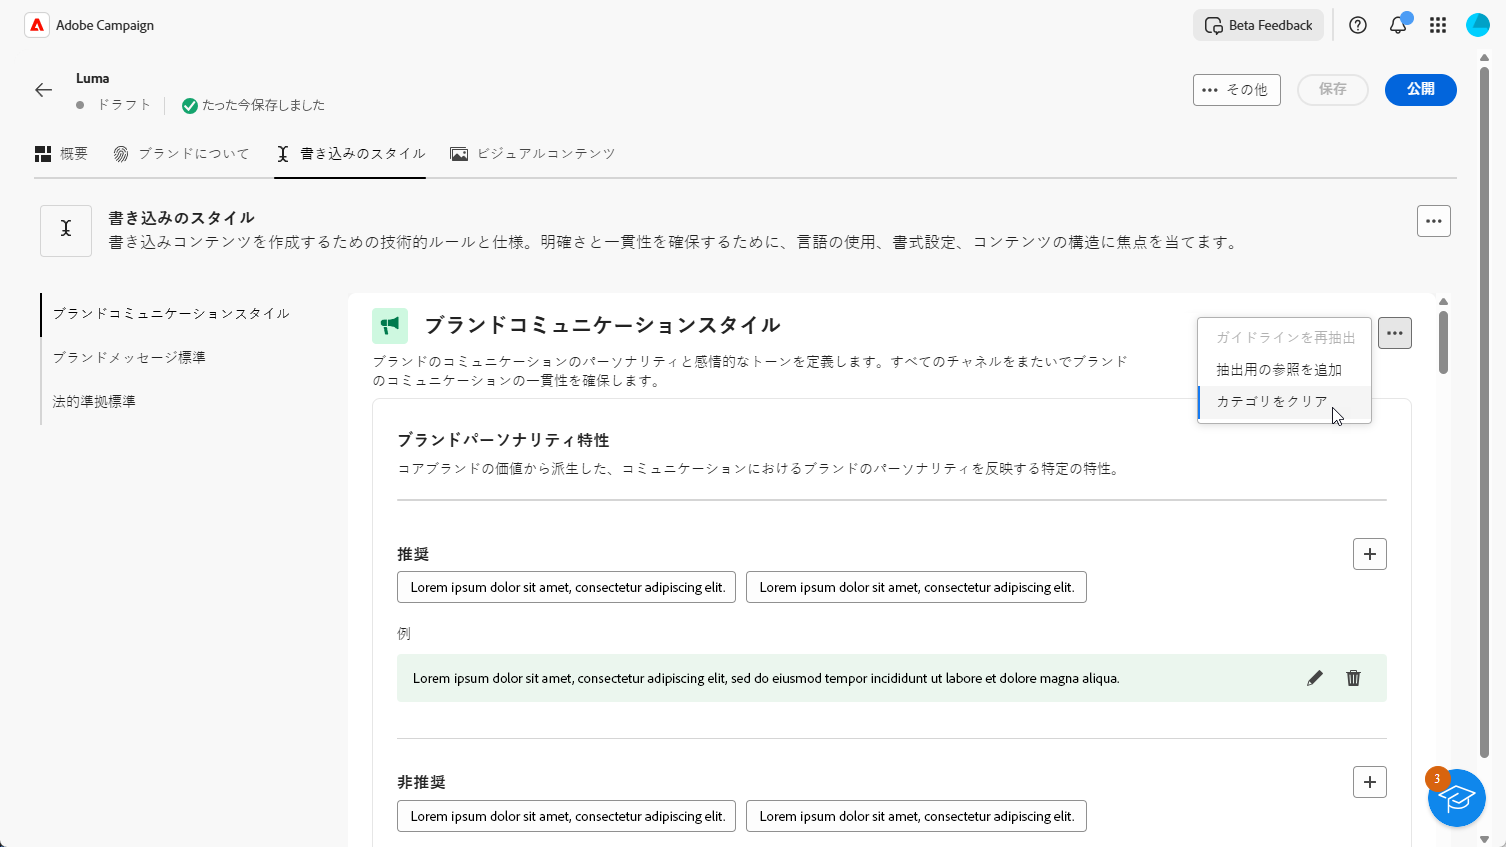 Adobe Campaign
Beta Feedback
Luma
ドラフト
たった今保存しました
その他
保存
公開
概要
ブランドについて
書き込みのスタイル
ビジュアルコンテンツ
書き込みのスタイル
書き込みコンテンツを作成するための技術的ルールと仕様。明確さと一貫性を確保するために、言語の使用、書式設定、コンテンツの構造に焦点を当てます。
ブランドコミュニケーションスタイル
ブランドメッセージ標準
法的準拠標準
ブランドコミュニケーションスタイル
ブランドのコミュニケーションのパーソナリティと感情的なトーンを定義します。すべてのチャネルをまたいでブランド
のコミュニケーションの一貫性を確保します。
ガイドラインを再抽出
抽出用の参照を追加
カテゴリをクリア
ブランドパーソナリティ特性
コアブランドの価値から派生した、コミュニケーションにおけるブランドのパーソナリティを反映する特定の特性。
推奨
Lorem ipsum dolor sit amet, consectetur adipiscing elit.
Lorem ipsum dolor sit amet, consectetur adipiscing elit.
例
Lorem ipsum dolor sit amet, consectetur adipiscing elit, sed do eiusmod tempor incididunt ut labore et dolore magna aliqua.
非推奨
Lorem ipsum dolor sit amet, consectetur adipiscing elit.
Lorem ipsum dolor sit amet, consectetur adipiscing elit.
3